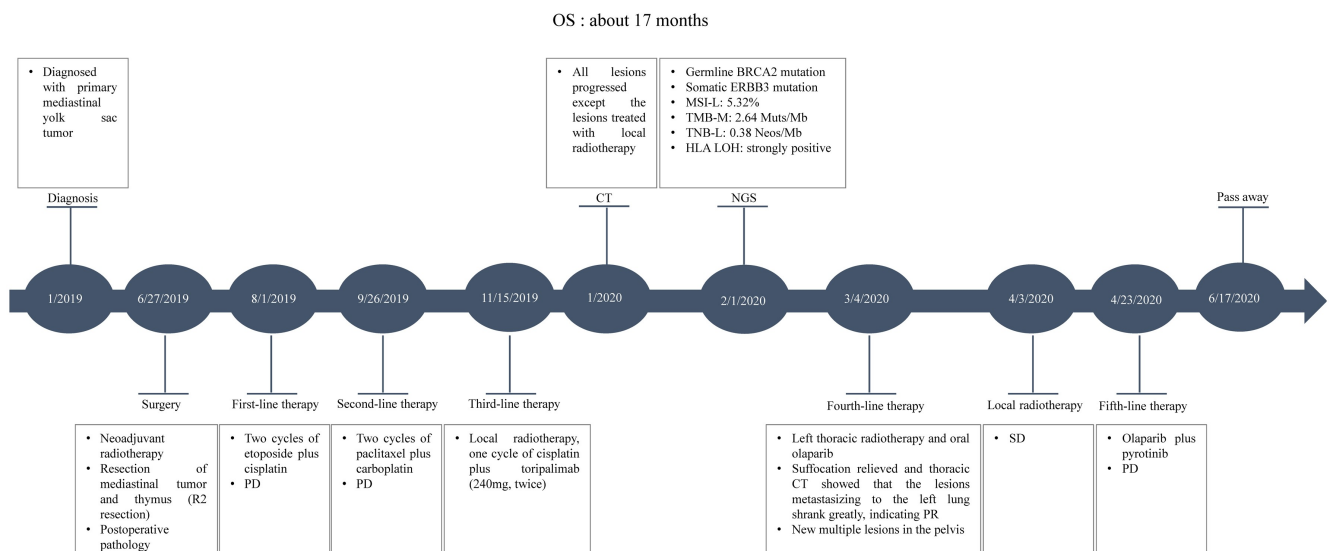 OS : about 17 months
• Diagnosed
with primary
mediastinal
yolk sac
tumor
• All lesions
progressed
except the
lesions treated
with local
radiotherapy
• Germline BRCA2 mutation
• Somatic ERBB3 mutation
• MSI-L: 5.32%
• TMB-M: 2.64 Muts/Mb
• TNB-L: 0.38 Neos/Mb
• HLA LOH: strongly positive
Diagnosis
CT
NGS
Pass away
1/2019
6/27/2019
8/1/2019
9/26/2019
11/15/2019
1/2020
2/1/2020
3/4/2020
4/3/2020
4/23/2020
6/17/2020
Surgery
First-line therapy
Second-line therapy
Third-line therapy
Fourth-line therapy
Local radiotherapy
Fifth-line therapy
• Neoadjuvant
radiotherapy
• Resection of
mediastinal tumor
and thymus (R2
resection)
• Postoperative
pathology
• Two cycles of
etoposide plus
cisplatin
• PD
• Two cycles of
paclitaxel plus
carboplatin
• PD
• Local radiotherapy,
one cycle of cisplatin
plus toripalimab
(240mg, twice)
• Left thoracic radiotherapy and oral
olaparib
• Suffocation relieved and thoracic
CT showed that the lesions
metastasizing to the left lung
shrank greatly, indicating PR
• New multiple lesions in the pelvis
• SD
• Olaparib plus
pyrotinib
• PD